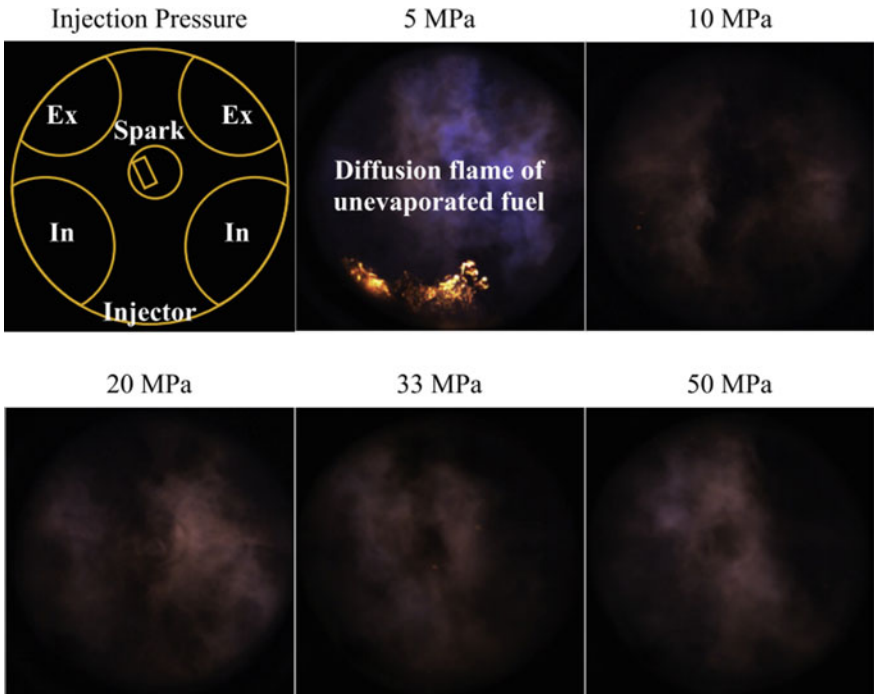 Injection Pressure
5 MPa
10 MPa
Ex
Ex
Spark
In
In
Injector
Diffusion flame of
unevaporated fuel
20 MPa
33 MPa
50 MPa